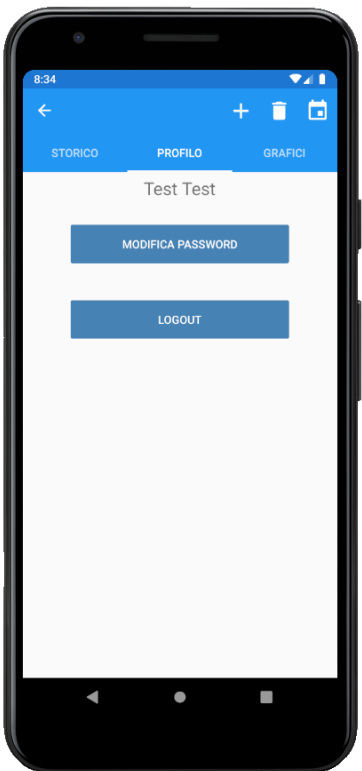 8:34
STORICO PROFILO GRAFICI
Test Test
MODIFICA PASSWORD
LOGOUT